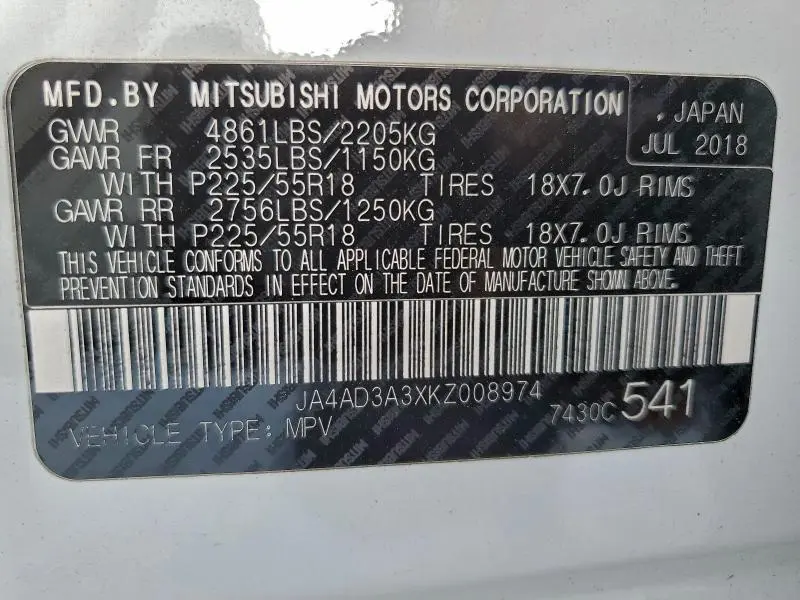 MFD.BY MITSUBISHI MOTORS CORPORATION
. JAPAN
JUL 2018
GVWR 4861LBS/2205KG
GAWR FR 2535LBS/1150KG
WITH P225/55R18 TIRES 18X7.0J RIMS
GAWR RR 2756LBS/1250KG
WITH P225/55R18 TIRES 18X7.0J RIMS
THIS VEHICLE CONFORMS TO ALL APPLICABLE FEDERAL MOTOR VEHICLE SAFETY AND THEFT
PREVENTION STANDARDS IN EFFECT ON THE DATE OF MANUFACTURE SHOWN ABOVE.
JA4AD3A3XKZ008974
7430C 541
VEHICLE TYPE: MPV